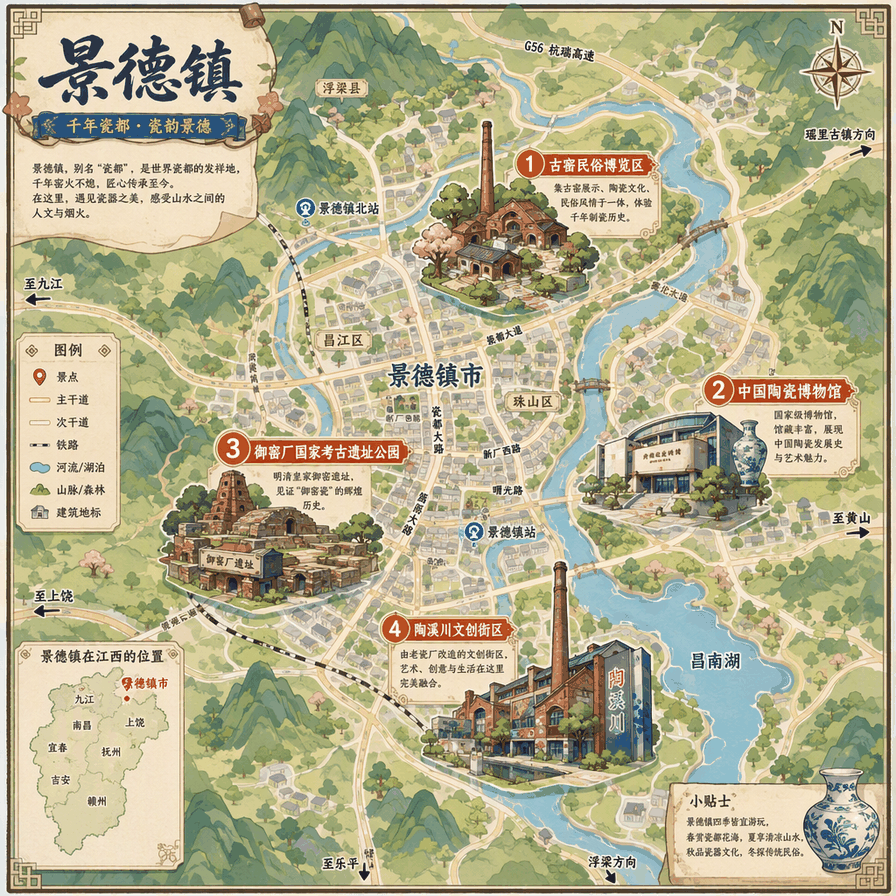 景德镇
千年瓷都·瓷韵景德
景德镇,别名“瓷都”,是世界瓷都的发祥地,
千年窑火不熄,匠心传承至今。
在这里,遇见瓷器之美,感受山水之间的
人文与烟火。
G56 杭瑞高速
N
浮梁县
瑶里古镇方向
1 古窑民俗博览区
集古窑展示、陶瓷文化、
民俗风情于一体,体验
千年制瓷历史。
景德镇北站
至九江
图例
景点
主干道
次干道
铁路
河流/湖泊
山脉/森林
建筑地标
昌江区
瓷都大道
景德镇市
珠山区
瓷都大路
新厂西路
曙光路
2 中国陶瓷博物馆
国家级博物馆,
馆藏丰富,展现
中国陶瓷发展史
与艺术魅力。
3 御窑厂国家考古遗址公园
明清皇家御窑遗址,
见证“御窑瓷”的辉煌
历史。
御窑厂遗址
景德镇站
至黄山
至上饶
4 陶溪川文创街区
由老瓷厂改造的文创街区,
艺术、创意与生活在这里
完美融合。
陶溪川
昌南湖
景德镇在江西的位置
景德镇市
九江
南昌
上饶
宜春
抚州
吉安
赣州
小贴士
景德镇四季皆宜游玩,
春赏瓷都花海,夏享清凉山水,
秋品瓷器文化,冬探传统民俗。
至乐平
浮梁方向